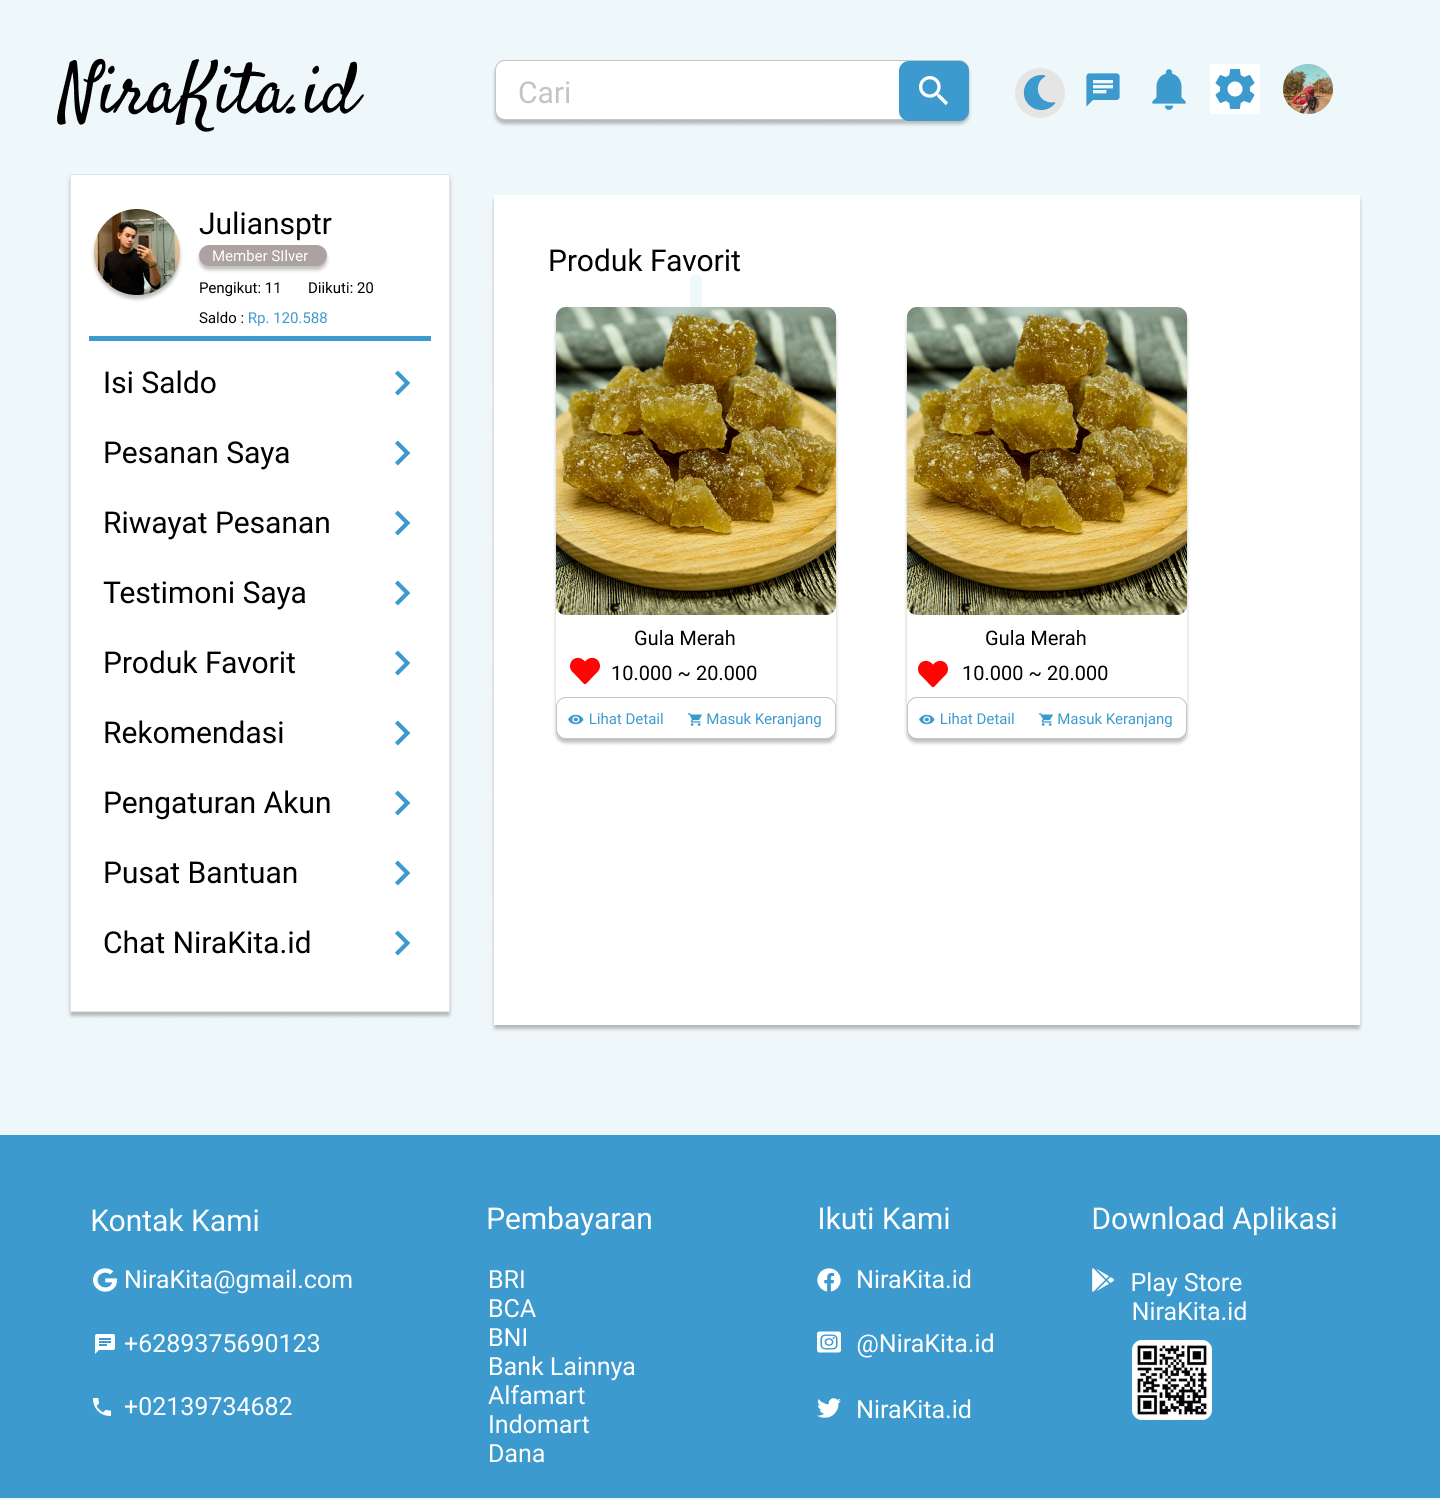 NiraKita.id
Cari
Juliansptr
Member SIlver
Pengikut: 11 Diikuti: 20
Saldo : Rp. 120.588
Isi Saldo
Pesanan Saya
Riwayat Pesanan
Testimoni Saya
Produk Favorit
Rekomendasi
Pengaturan Akun
Pusat Bantuan
Chat NiraKita.id
Produk Favorit
Gula Merah
10.000 ~ 20.000
Lihat Detail Masuk Keranjang
Gula Merah
10.000 ~ 20.000
Lihat Detail Masuk Keranjang
Kontak Kami
NiraKita@gmail.com
+6289375690123
+02139734682
Pembayaran
BRI
BCA
BNI
Bank Lainnya
Alfamart
Indomart
Dana
Ikuti Kami
NiraKita.id
@NiraKita.id
NiraKita.id
Download Aplikasi
Play Store
NiraKita.id